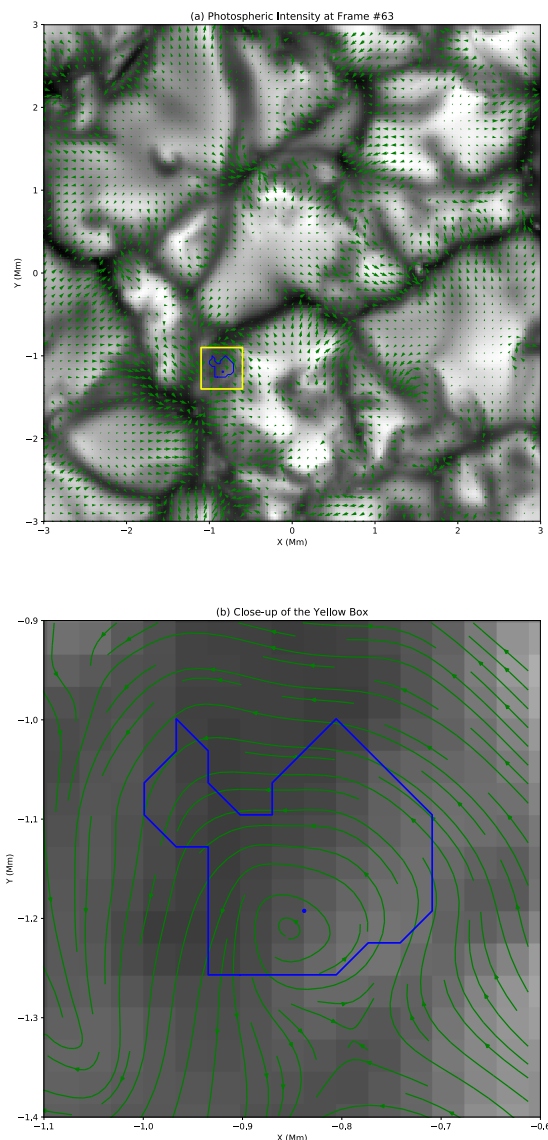 (a) Photospheric Intensity at Frame #63
3
2
1
0
−1
−2
−3
Y (Mm)
−3 −2 −1 0 1 2 3
X (Mm)
(b) Close-up of the Yellow Box
−0.9
−1.0
−1.1
−1.2
−1.3
−1.4
Y (Mm)
−1.1 −1.0 −0.9 −0.8 −0.7 −0.6
X (Mm)